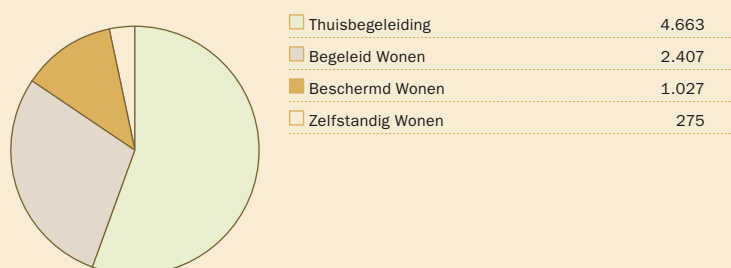 Thuisbegeleiding 4.663
Begeleid Wonen 2.407
Beschermd Wonen 1.027
Zelfstandig Wonen 275